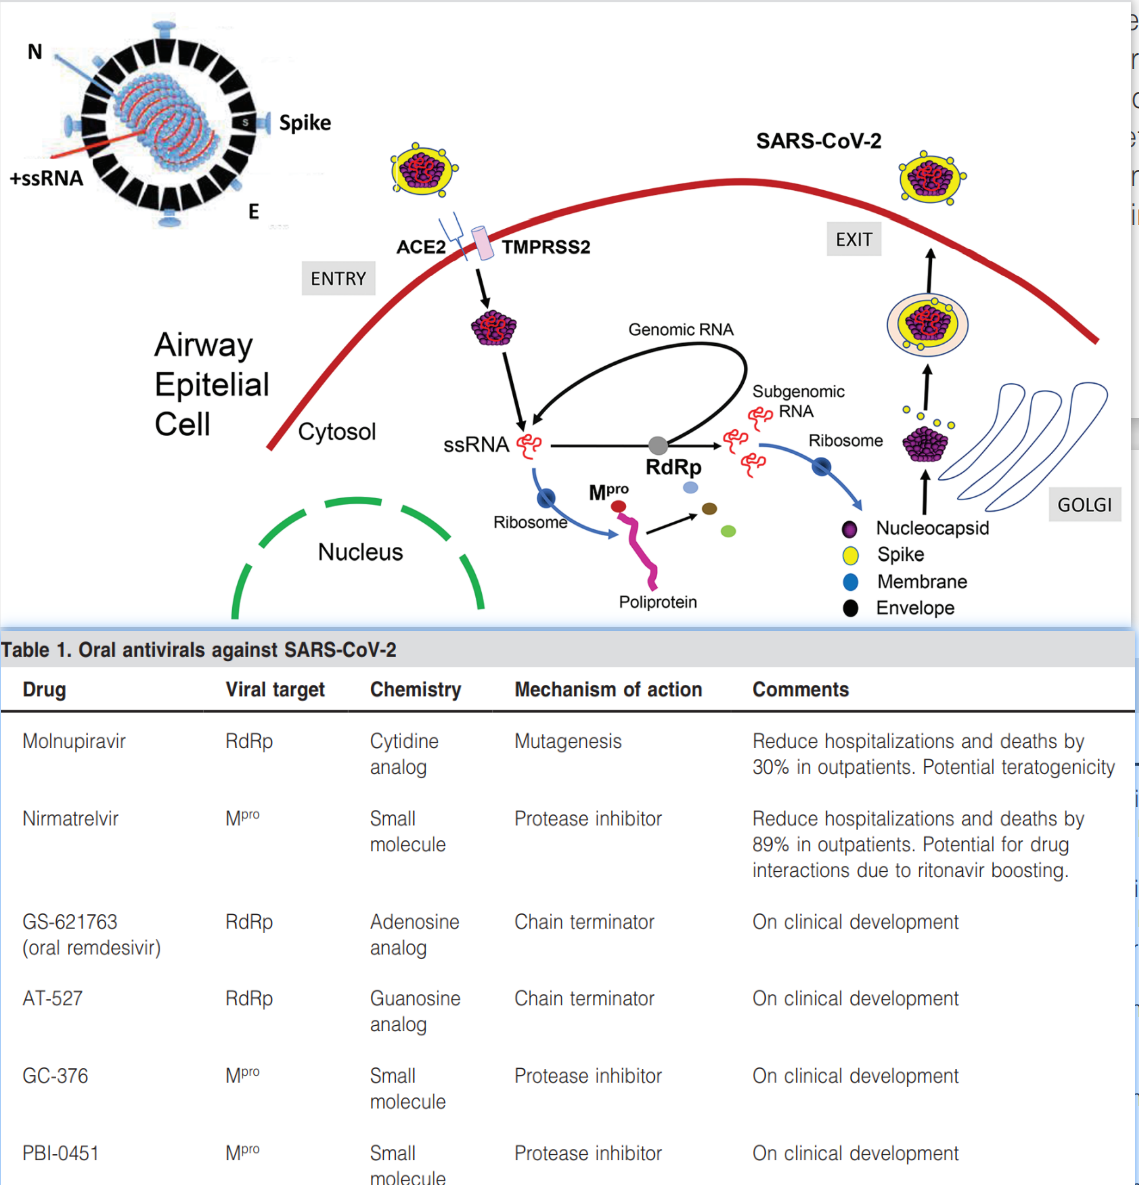 N
S
Spike
+ssRNA
E
SARS-CoV-2
ACE2
TMPRSS2
EXIT
ENTRY
Genomic RNA
Airway
Epitelial
Cell
Cytosol
Subgenomic
RNA
ssRNA
Ribosome
RdRp
Mpro
Ribosome
GOLGI
Nucleus
Nucleocapsid
Spike
Membrane
Envelope
Poliprotein
Table 1. Oral antivirals against SARS-CoV-2
Drug Viral target Chemistry Mechanism of action Comments
Molnupiravir RdRp Cytidine Mutagenesis Reduce hospitalizations and deaths by
analog 30% in outpatients. Potential teratogenicity
Nirmatrelvir Mpro Small Protease inhibitor Reduce hospitalizations and deaths by
molecule 89% in outpatients. Potential for drug
interactions due to ritonavir boosting.
GS-621763 RdRp Adenosine Chain terminator On clinical development
(oral remdesivir) analog
AT-527 RdRp Guanosine Chain terminator On clinical development
analog
GC-376 Mpro Small Protease inhibitor On clinical development
molecule
PBI-0451 Mpro Small Protease inhibitor On clinical development
molecule